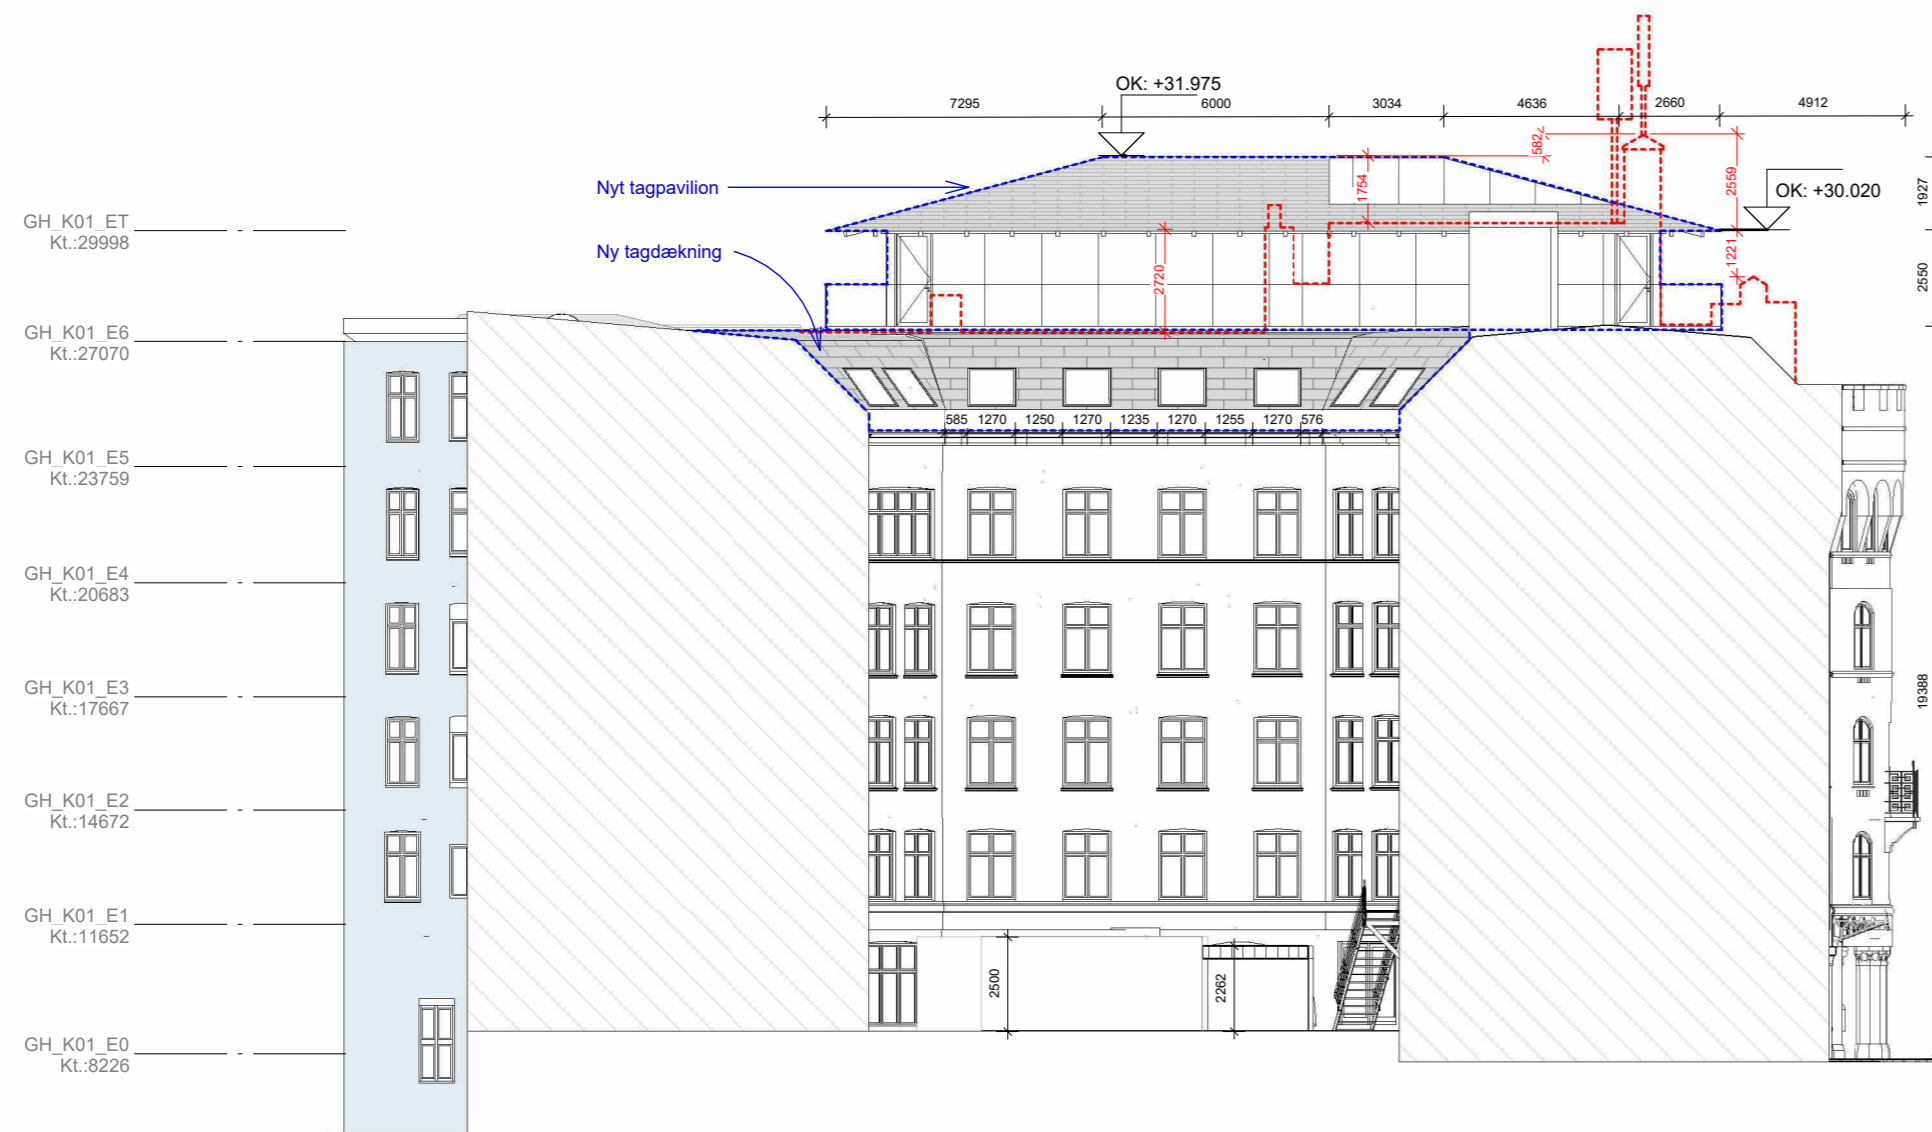 OK: +31.975
7295
6000
3034
4636
2660
4912
582
2559
1754
1927
Nyt tagpavilion
OK: +30.020
GH_K01_ET
Kt.:29998
Ny tagdækning
2720
1221
2550
GH_K01_E6
Kt.:27070
585
1270
1250
1270
1235
1270
1255
1270
576
GH_K01_E5
Kt.:23759
GH_K01_E4
Kt.:20683
GH_K01_E3
Kt.:17667
19388
GH_K01_E2
Kt.:14672
GH_K01_E1
Kt.:11652
2500
2262
GH_K01_E0
Kt.:8226